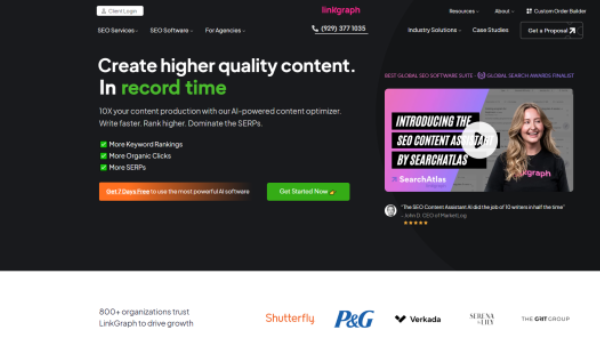 Client Login
linkgraph
Resources
About
Custom Order Builder
SEO Services
SEO Software
For Agencies
(929) 377 1035
Industry Solutions
Case Studies
Get a Proposal
Create higher quality content.
In record time
10X your content production with our AI-powered content optimizer.
Write faster. Rank higher. Dominate the SERPs.
More Keyword Rankings
More Organic Clicks
More SERPs
Get 7 Days Free to use the most powerful AI software
Get Started Now
BEST GLOBAL SEO SOFTWARE SUITE - GLOBAL SEARCH AWARDS FINALIST
INTRODUCING THE
SEO CONTENT ASSISTANT
BY SEARCHATLAS
SearchAtlas
linkgraph
"The SEO Content Assistant AI did the job of 10 writers in half the time"
- John D. CEO of MarketLog
800+ organizations trust
LinkGraph to drive growth
Shutterfly
P&G
Verkada
SERENA
& LILY
THE GRIT GROUP